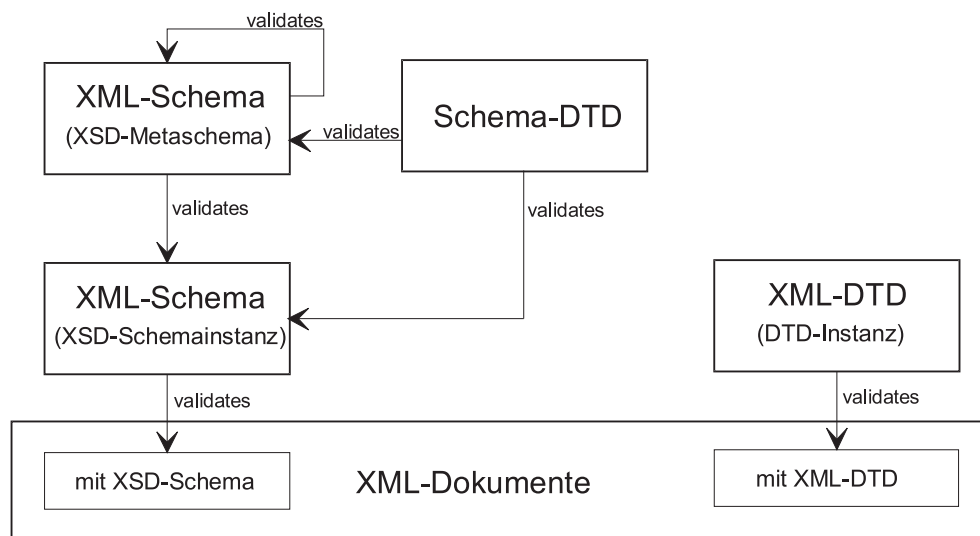 validates
XML-Schema
(XSD-Metaschema)
validates
Schema-DTD
validates
validates
XML-Schema
(XSD-Schemainstanz)
XML-DTD
(DTD-Instanz)
validates
validates
mit XSD-Schema
XML-Dokumente
mit XML-DTD